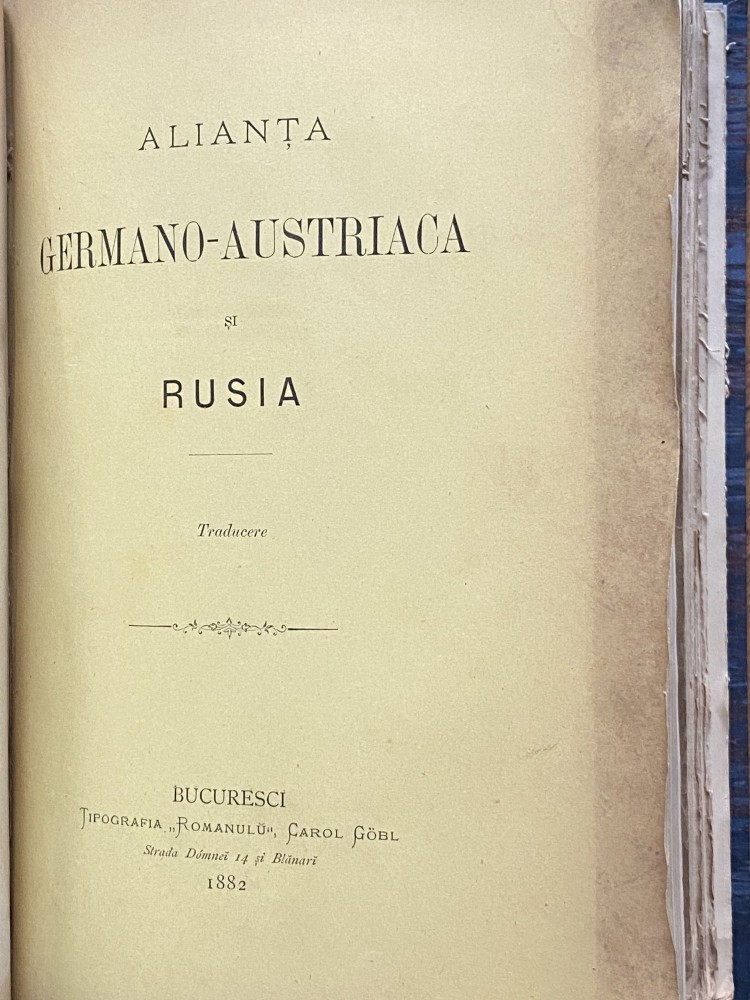 ALIANȚA
GERMANO-AUSTRIACA
ȘI
RUSIA
Traducere
BUCURESCI
TIPOGRAFIA „ROMANULŬ“, CAROL GÖBL
Strada Dómneĭ 14 și Blănarĭ
1882